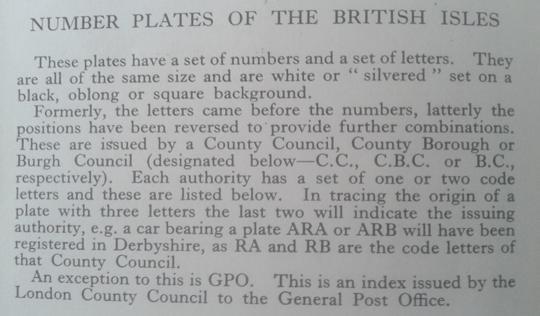 NUMBER PLATES OF THE BRITISH ISLES
These plates have a set of numbers and a set of letters. They
are all of the same size and are white or “ silvered ” set on a
black, oblong or square background.
Formerly, the letters came before the numbers, latterly the
positions have been reversed to provide further combinations.
These are issued by a County Council, County Borough or
Burgh Council (designated below—C.C., C.B.C. or B.C.,
respectively). Each authority has a set of one or two code
letters and these are listed below. In tracing the origin of a
plate with three letters the last two will indicate the issuing
authority, e.g. a car bearing a plate ARA or ARB will have been
registered in Derbyshire, as RA and RB are the code letters of
that County Council.
An exception to this is GPO. This is an index issued by the
London County Council to the General Post Office.